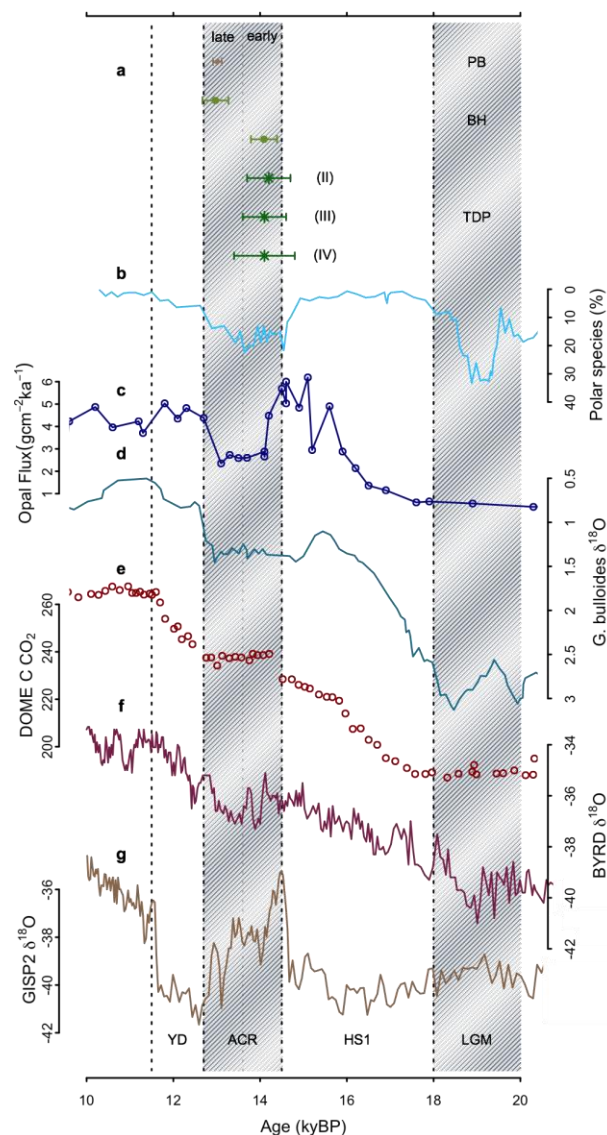 late early
a
PB
BH
(II)
(III)
TDP
(IV)
b
0
10
20
30
40
Polar species (%)
c
6
5
4
3
2
1
Opal Flux(gcm⁻²ka⁻¹)
d
0.5
1
1.5
2
2.5
3
G. bulloides δ¹⁸O
e
260
240
220
200
DOME C CO₂
f
-34
-36
-38
-40
-42
BYRD δ¹⁸O
g
-36
-38
-40
-42
GISP2 δ¹⁸O
YD ACR HS1 LGM
10 12 14 16 18 20
Age (kyBP)